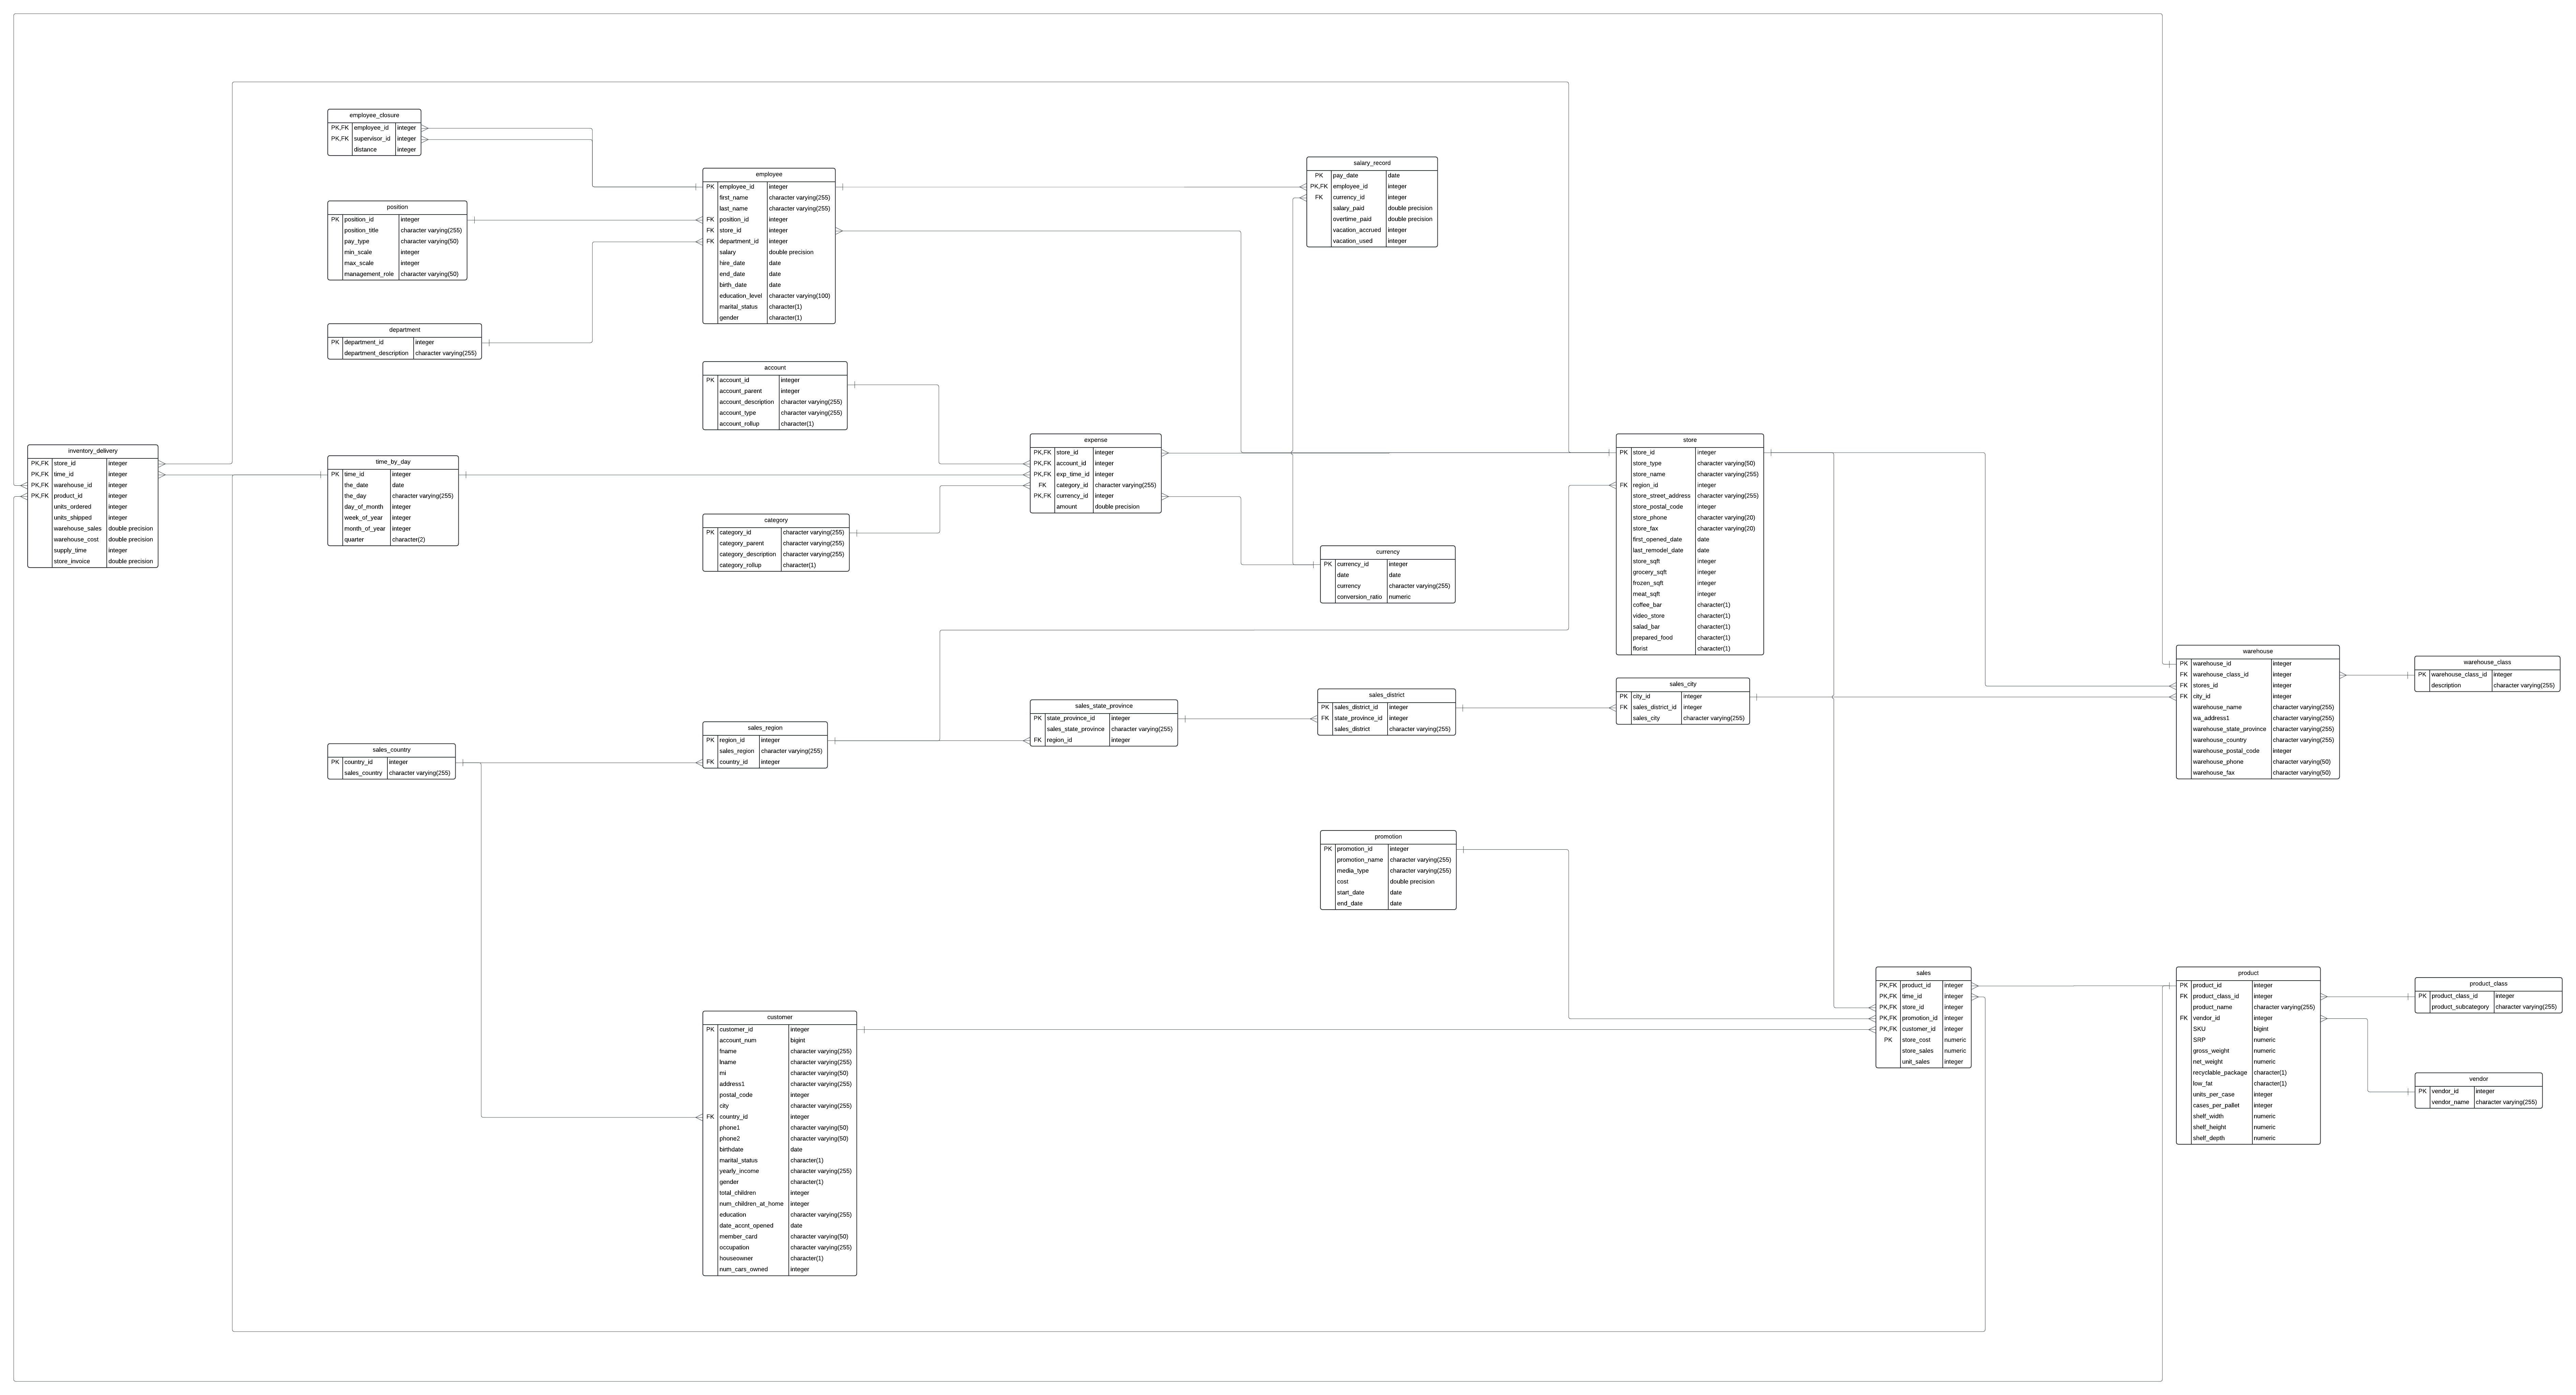 employee_closure
PK,FK employee_id integer
PK,FK supervisor_id integer
distance integer
position
PK position_id integer
position_title character varying(255)
pay_type character varying(50)
min_scale integer
max_scale integer
management_role character varying(50)
department
PK department_id integer
department_description character varying(255)
employee
PK employee_id integer
first_name character varying(255)
last_name character varying(255)
FK position_id integer
FK store_id integer
FK department_id integer
salary double precision
hire_date date
end_date date
birth_date date
education_level character varying(100)
marital_status character(1)
gender character(1)
salary_record
PK pay_date date
PK,FK employee_id integer
FK currency_id integer
salary_paid double precision
overtime_paid double precision
vacation_accrued integer
vacation_used integer
account
PK account_id integer
account_parent integer
account_description character varying(255)
account_type character varying(255)
account_rollup character(1)
inventory_delivery
PK,FK store_id integer
PK,FK time_id integer
PK,FK warehouse_id integer
PK,FK product_id integer
units_ordered integer
units_shipped integer
warehouse_sales double precision
warehouse_cost double precision
supply_time integer
store_invoice double precision
time_by_day
PK time_id integer
the_date date
the_day character varying(255)
day_of_month integer
week_of_year integer
month_of_year integer
quarter character(2)
category
PK category_id character varying(255)
category_parent character varying(255)
category_description character varying(255)
category_rollup character(1)
expense
PK,FK store_id integer
PK,FK account_id integer
PK,FK exp_time_id integer
FK category_id character varying(255)
PK,FK currency_id integer
amount double precision
currency
PK currency_id integer
date date
currency character varying(255)
conversion_ratio numeric
store
PK store_id integer
store_type character varying(50)
store_name character varying(255)
FK region_id integer
store_street_address character varying(255)
store_postal_code integer
store_phone character varying(20)
store_fax character varying(20)
first_opened_date date
last_remodel_date date
store_sqft integer
grocery_sqft integer
frozen_sqft integer
meat_sqft integer
coffee_bar character(1)
video_store character(1)
salad_bar character(1)
prepared_food character(1)
florist character(1)
warehouse
PK warehouse_id integer
FK warehouse_class_id integer
FK stores_id integer
FK city_id integer
warehouse_name character varying(255)
wa_address1 character varying(255)
warehouse_state_province character varying(255)
warehouse_country character varying(255)
warehouse_postal_code integer
warehouse_phone character varying(50)
warehouse_fax character varying(50)
warehouse_class
PK warehouse_class_id integer
description character varying(255)
sales_country
PK country_id integer
sales_country character varying(255)
sales_region
PK region_id integer
sales_region character varying(255)
FK country_id integer
sales_state_province
PK state_province_id integer
sales_state_province character varying(255)
FK region_id integer
sales_district
PK sales_district_id integer
FK state_province_id integer
sales_district character varying(255)
sales_city
PK city_id integer
FK sales_district_id integer
sales_city character varying(255)
promotion
PK promotion_id integer
promotion_name character varying(255)
media_type character varying(255)
cost double precision
start_date date
end_date date
customer
PK customer_id integer
account_num bigint
fname character varying(255)
lname character varying(255)
mi character varying(50)
address1 character varying(255)
postal_code integer
city character varying(255)
FK country_id integer
phone1 character varying(50)
phone2 character varying(50)
birthdate date
marital_status character(1)
yearly_income character varying(255)
gender character(1)
total_children integer
num_children_at_home integer
education character varying(255)
date_accnt_opened date
member_card character varying(50)
occupation character varying(255)
houseowner character(1)
num_cars_owned integer
sales
PK,FK product_id integer
PK,FK time_id integer
PK,FK store_id integer
PK,FK promotion_id integer
PK,FK customer_id integer
PK store_cost numeric
store_sales numeric
unit_sales integer
product
PK product_id integer
FK product_class_id integer
product_name character varying(255)
FK vendor_id integer
SKU bigint
SRP numeric
gross_weight numeric
net_weight numeric
recyclable_package character(1)
low_fat character(1)
units_per_case integer
cases_per_pallet integer
shelf_width numeric
shelf_height numeric
shelf_depth numeric
product_class
PK product_class_id integer
product_subcategory character varying(255)
vendor
PK vendor_id integer
vendor_name character varying(255)